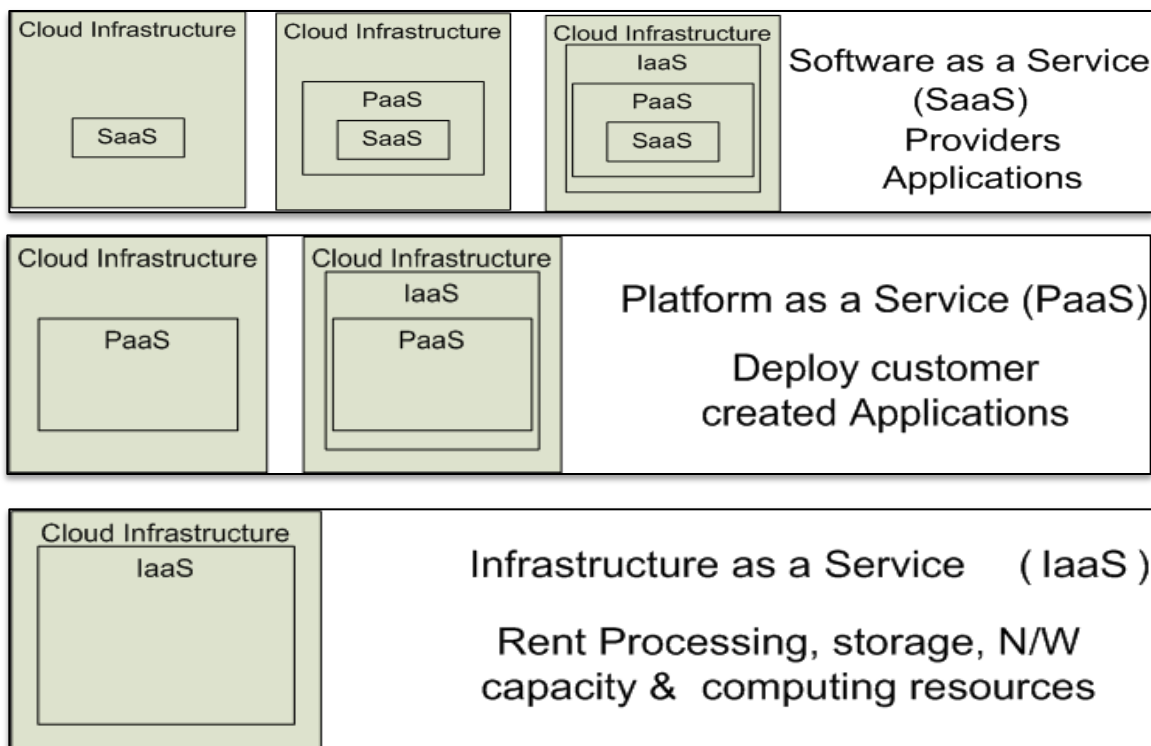 Cloud Infrastructure
SaaS
Cloud Infrastructure
PaaS
SaaS
Cloud Infrastructure
IaaS
PaaS
SaaS
Software as a Service
(SaaS)
Providers
Applications
Cloud Infrastructure
PaaS
Cloud Infrastructure
IaaS
PaaS
Platform as a Service (PaaS)
Deploy customer
created Applications
Cloud Infrastructure
IaaS
Infrastructure as a Service ( IaaS )
Rent Processing, storage, N/W
capacity & computing resources